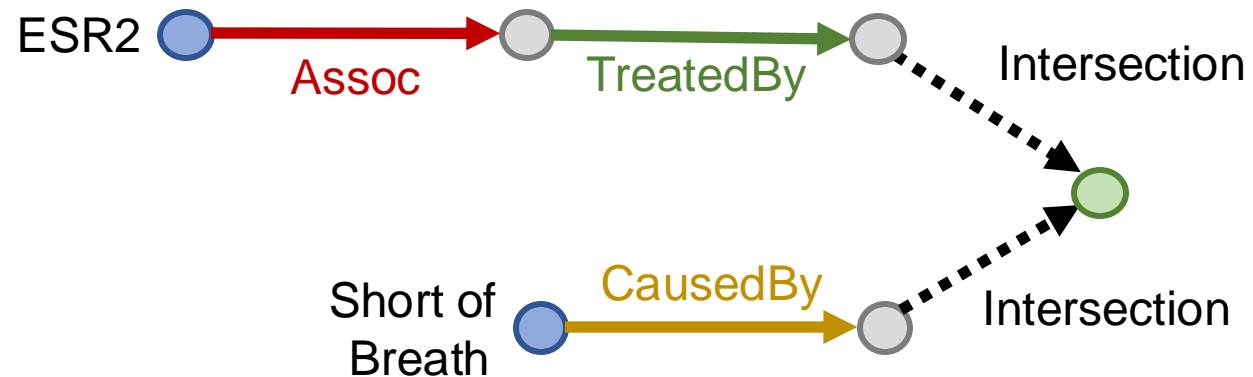 ESR2
Assoc
TreatedBy
Intersection
Short of
Breath
CausedBy
Intersection